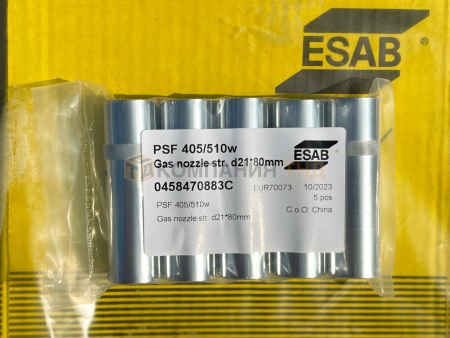 ESAB
®
PSF 405/510w
Gas nozzle str. d21*80mm
ESAB
0458470883C
EUR70073
10/2023
5 pcs
PSF 405/510w
C.o.O. China
Gas nozzle str. d21*80mm